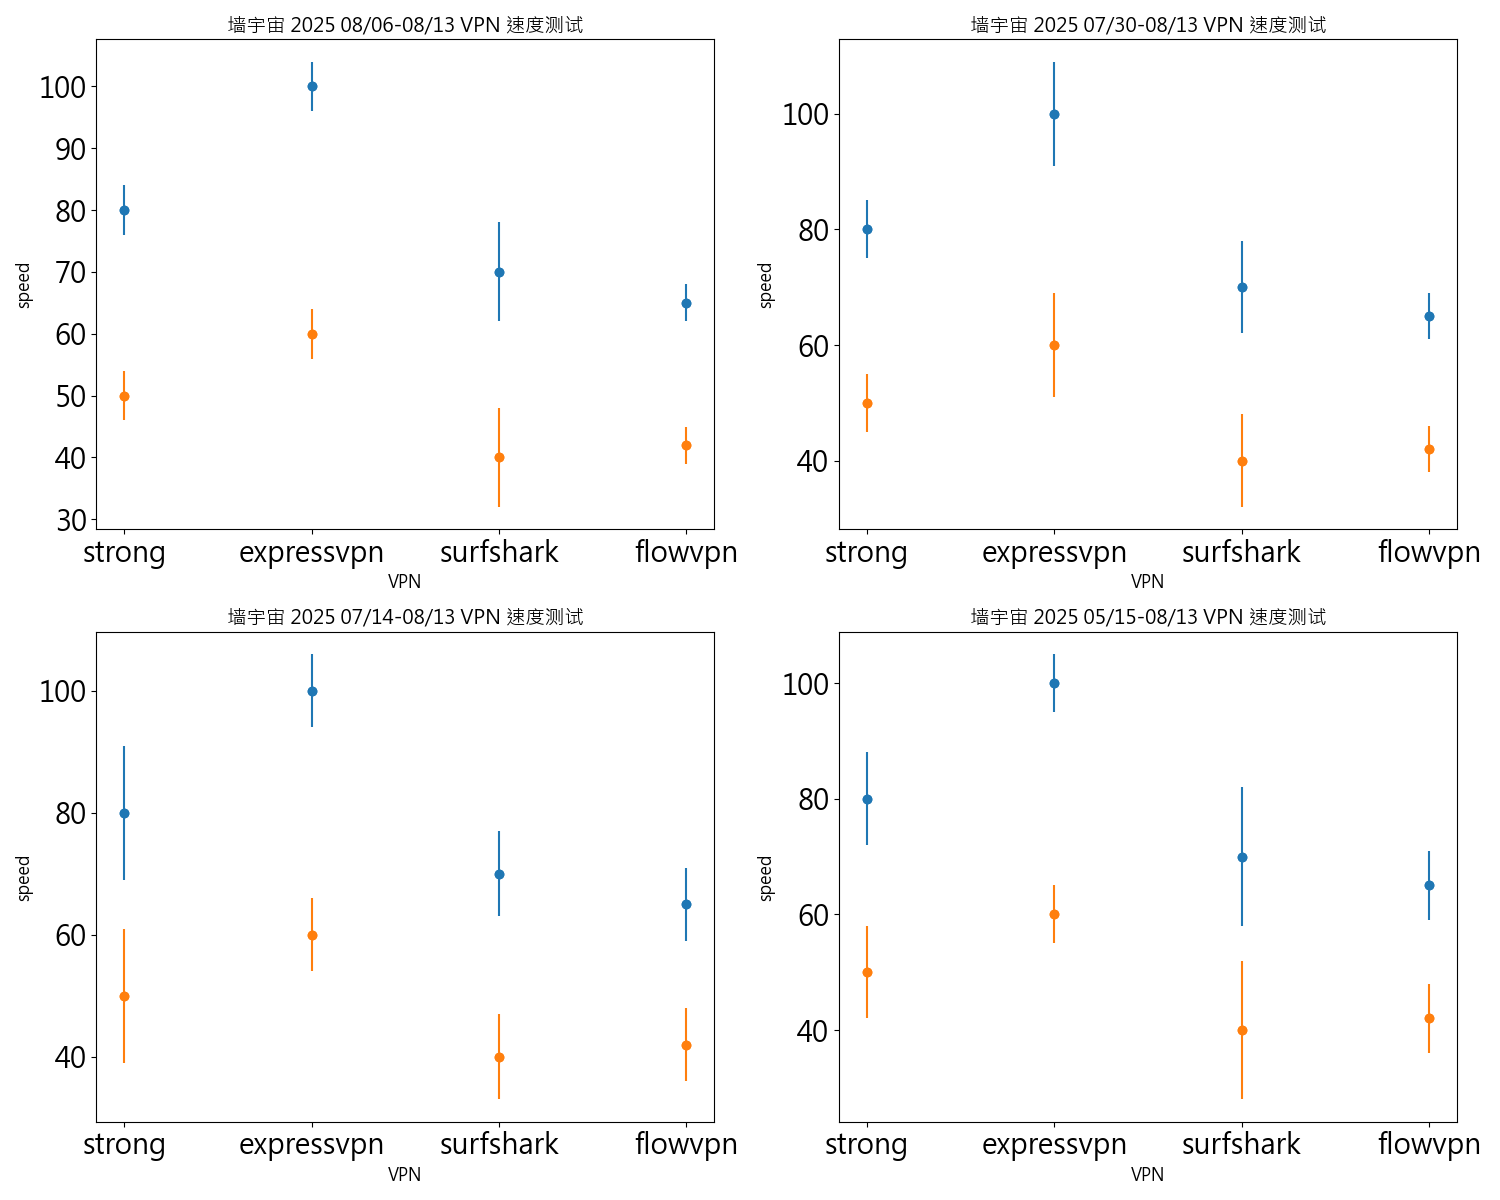 墙宇宙 2025 08/06-08/13 VPN 速度测试
100
90
80
70
60
50
40
30
speed
strong expressvpn surfshark flowvpn
VPN
墙宇宙 2025 07/30-08/13 VPN 速度测试
100
80
60
40
speed
strong expressvpn surfshark flowvpn
VPN
墙宇宙 2025 07/14-08/13 VPN 速度测试
100
80
60
40
speed
strong expressvpn surfshark flowvpn
VPN
墙宇宙 2025 05/15-08/13 VPN 速度测试
100
80
60
40
speed
strong expressvpn surfshark flowvpn
VPN